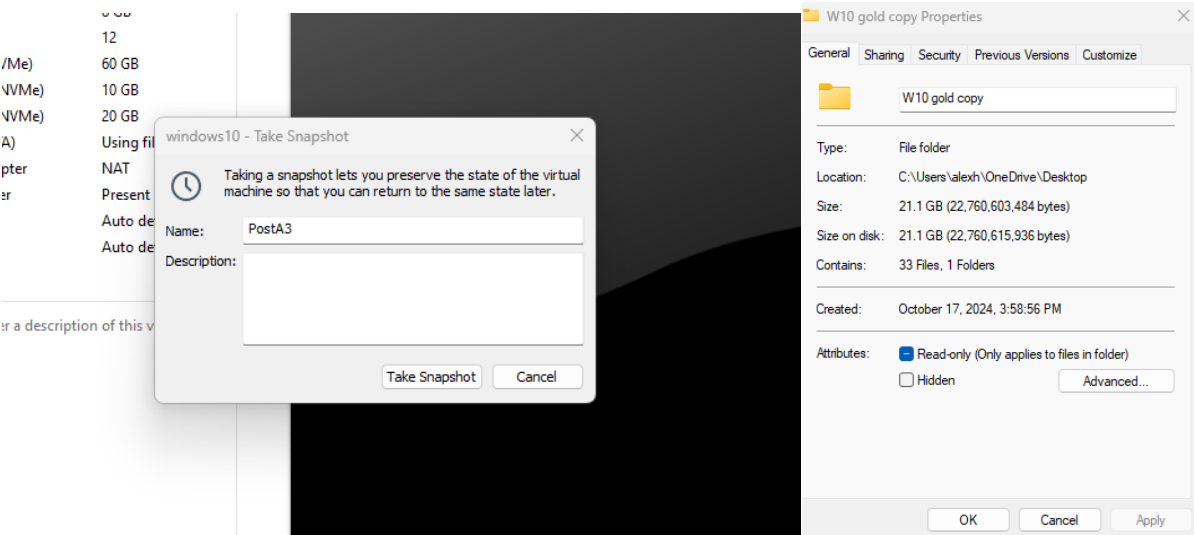 12
/Me) 60 GB
NVMe) 10 GB
NVMe) 20 GB
A) Using fil
pter NAT
er Present
Auto de
Auto de
er a description of this v
windows10 - Take Snapshot
Taking a snapshot lets you preserve the state of the virtual
machine so that you can return to the same state later.
Name: PostA3
Description:
Take Snapshot Cancel
W10 gold copy Properties
General Sharing Security Previous Versions Customize
W10 gold copy
Type: File folder
Location: C:\Users\alexh\OneDrive\Desktop
Size: 21.1 GB (22,760,603,484 bytes)
Size on disk: 21.1 GB (22,760,615,936 bytes)
Contains: 33 Files, 1 Folders
Created: October 17, 2024, 3:58:56 PM
Attributes: Read-only (Only applies to files in folder)
Hidden Advanced...
OK Cancel Apply